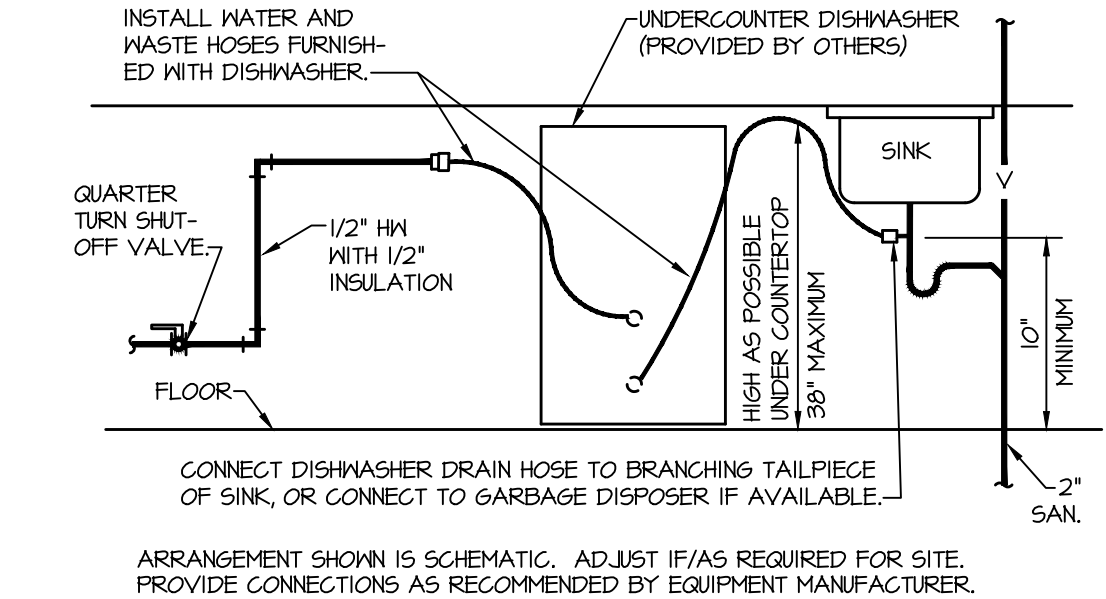 INSTALL WATER AND
WASTE HOSES FURNISH-
ED WITH DISHWASHER.
UNDERCOUNTER DISHWASHER
(PROVIDED BY OTHERS)
SINK
V
QUARTER
TURN SHUT-
OFF VALVE.
1/2" HW
WITH 1/2"
INSULATION
HIGH AS POSSIBLE
UNDER COUNTERTOP
38" MAXIMUM
10"
MINIMUM
FLOOR
CONNECT DISHWASHER DRAIN HOSE TO BRANCHING TAILPIECE
OF SINK, OR CONNECT TO GARBAGE DISPOSER IF AVAILABLE.
2"
SAN.
ARRANGEMENT SHOWN IS SCHEMATIC. ADJUST IF/AS REQUIRED FOR SITE.
PROVIDE CONNECTIONS AS RECOMMENDED BY EQUIPMENT MANUFACTURER.